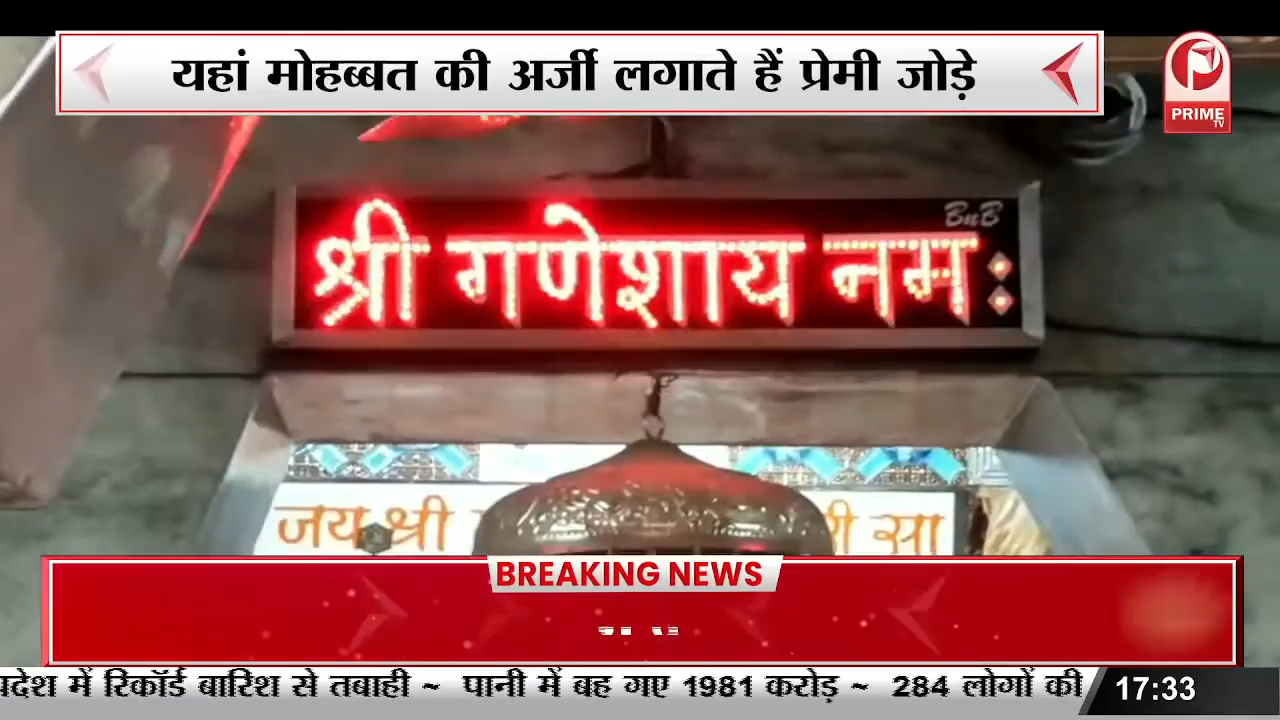 यहां मोहब्बत की अर्जी लगाते हैं प्रेमी जोड़े
PRIME
TV
BnB
श्री गणेशाय नम:
जय श्री
सा
BREAKING NEWS
में रिकॉर्ड बारिश से तबाही ~ पानी में बह गए 1981 करोड़ ~ 284 लोगों की
17:33